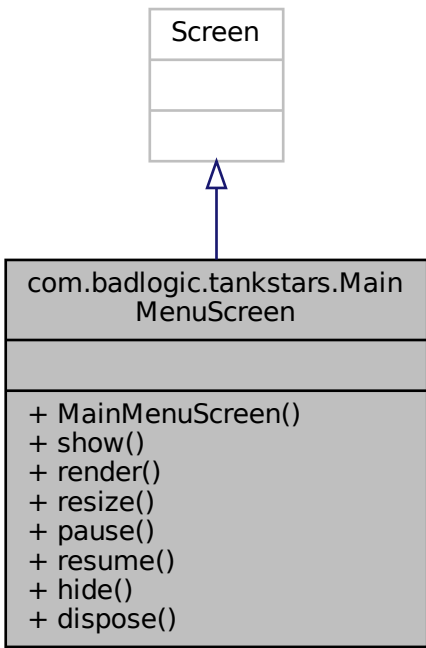 Screen
com.badlogic.tankstars.Main
MenuScreen
+ MainMenuScreen()
+ show()
+ render()
+ resize()
+ pause()
+ resume()
+ hide()
+ dispose()